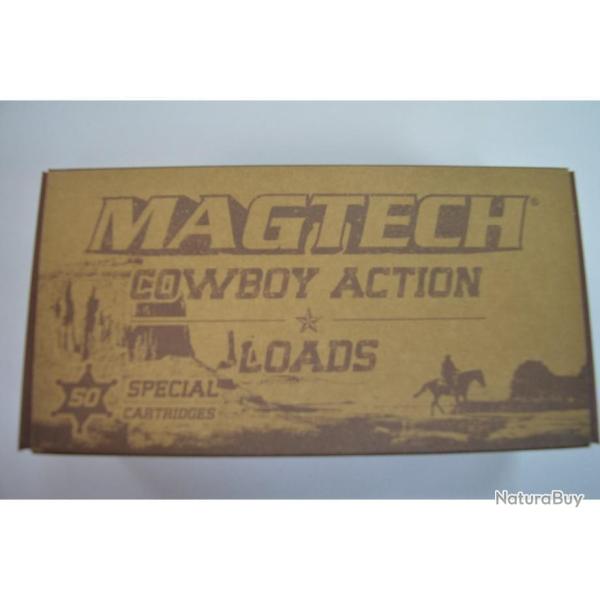 MAGTECH®
COWBOY ACTION
LOADS
50 SPECIAL
CARTRIDGES
NaturaBuy